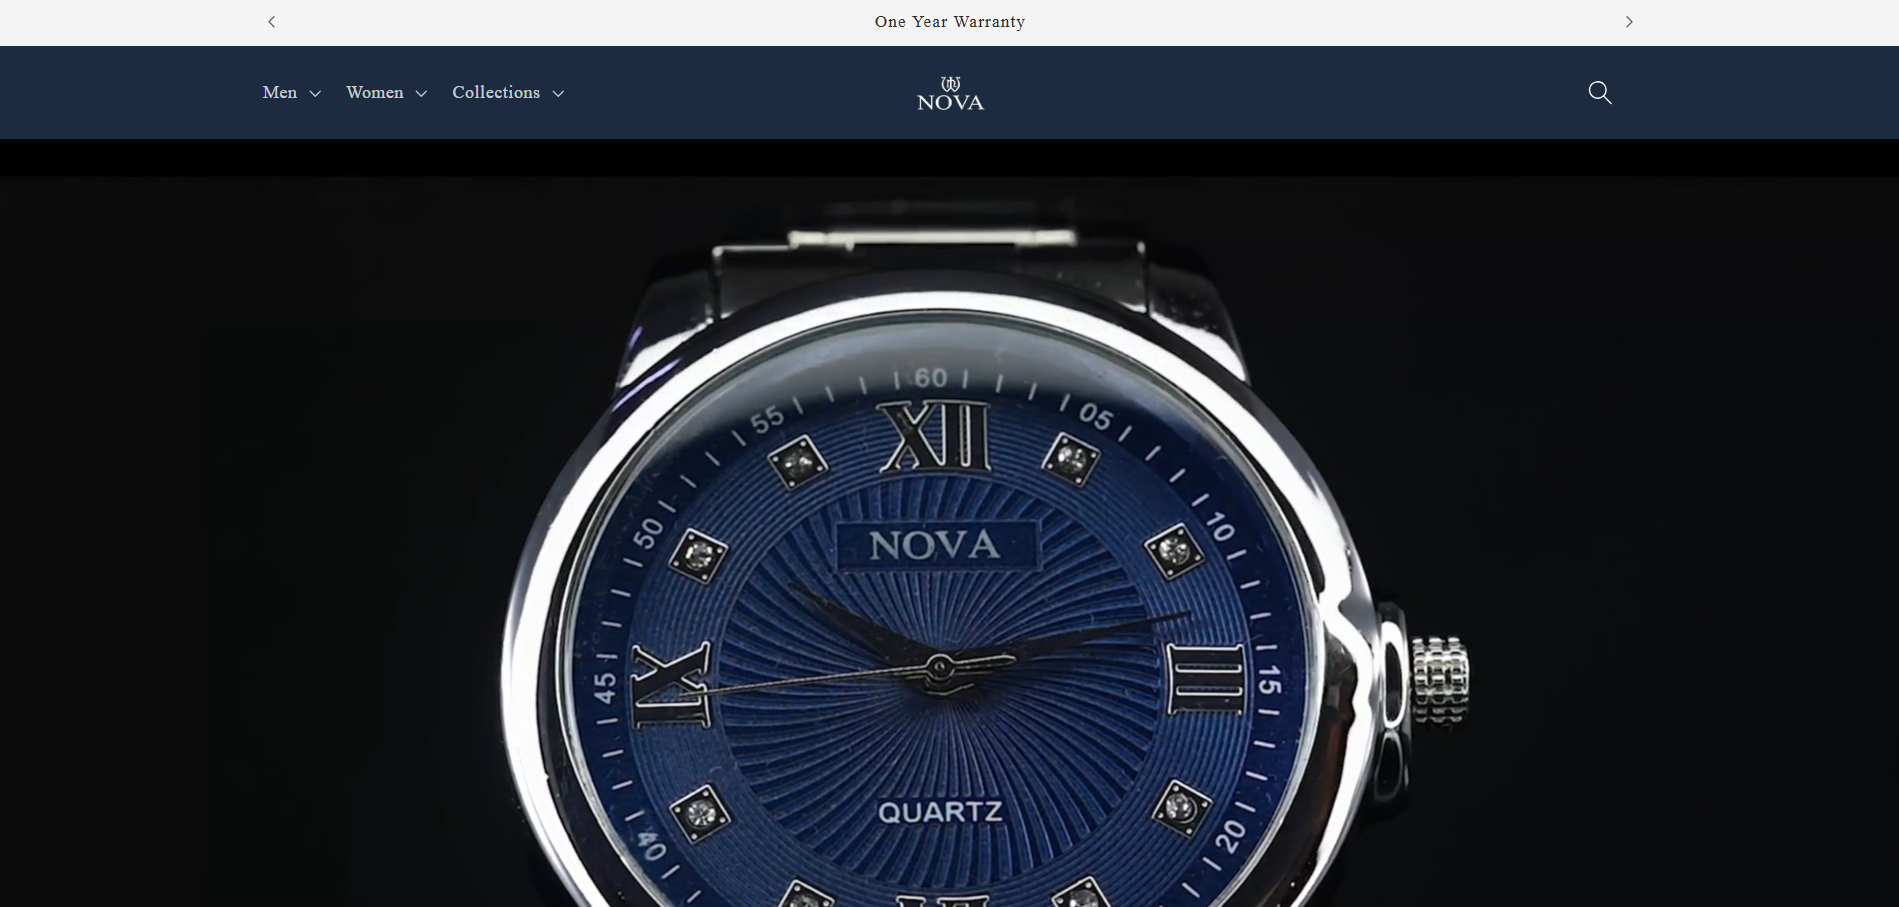 One Year Warranty
Men
Women
Collections
NOVA
60
55
05
XII
50
10
NOVA
45
IX
III
15
QUARTZ
40
20
VI